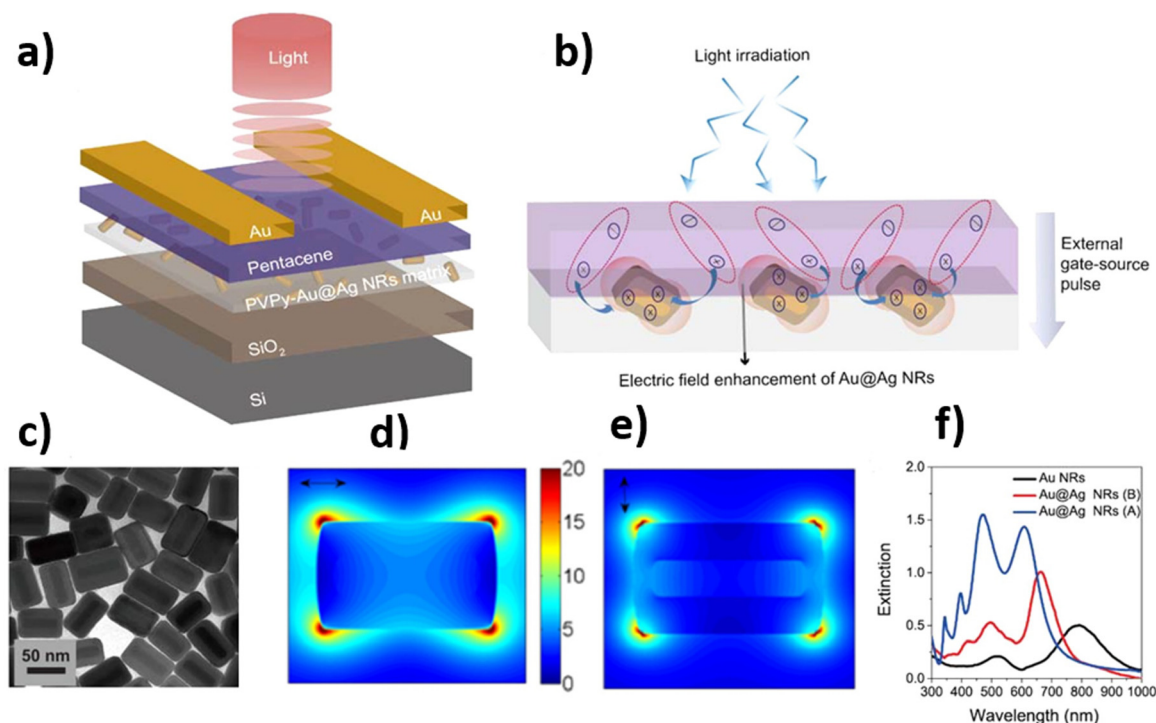 a)
Light
Au
Au
Pentacene
PVPy-Au@Ag NRs matrix
SiO₂
Si
b)
Light irradiation
External
gate-source
pulse
Electric field enhancement of Au@Ag NRs
c)
50 nm
d)
20
15
10
5
0
e)
f)
Au NRs
Au@Ag NRs (B)
Au@Ag NRs (A)
Extinction
2.0
1.5
1.0
0.5
0.0
300 400 500 600 700 800 900 1000
Wavelength (nm)